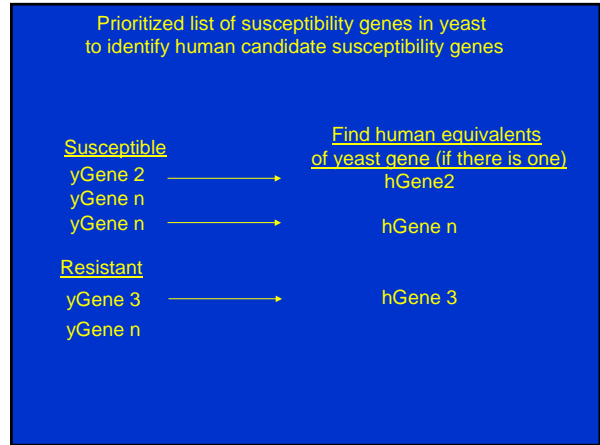 Prioritized list of susceptibility genes in yeast
to identify human candidate susceptibility genes
Susceptible
yGene 2
yGene n
yGene n
Resistant
yGene 3
yGene n
Find human equivalents
of yeast gene (if there is one)
hGene2
hGene n
hGene 3